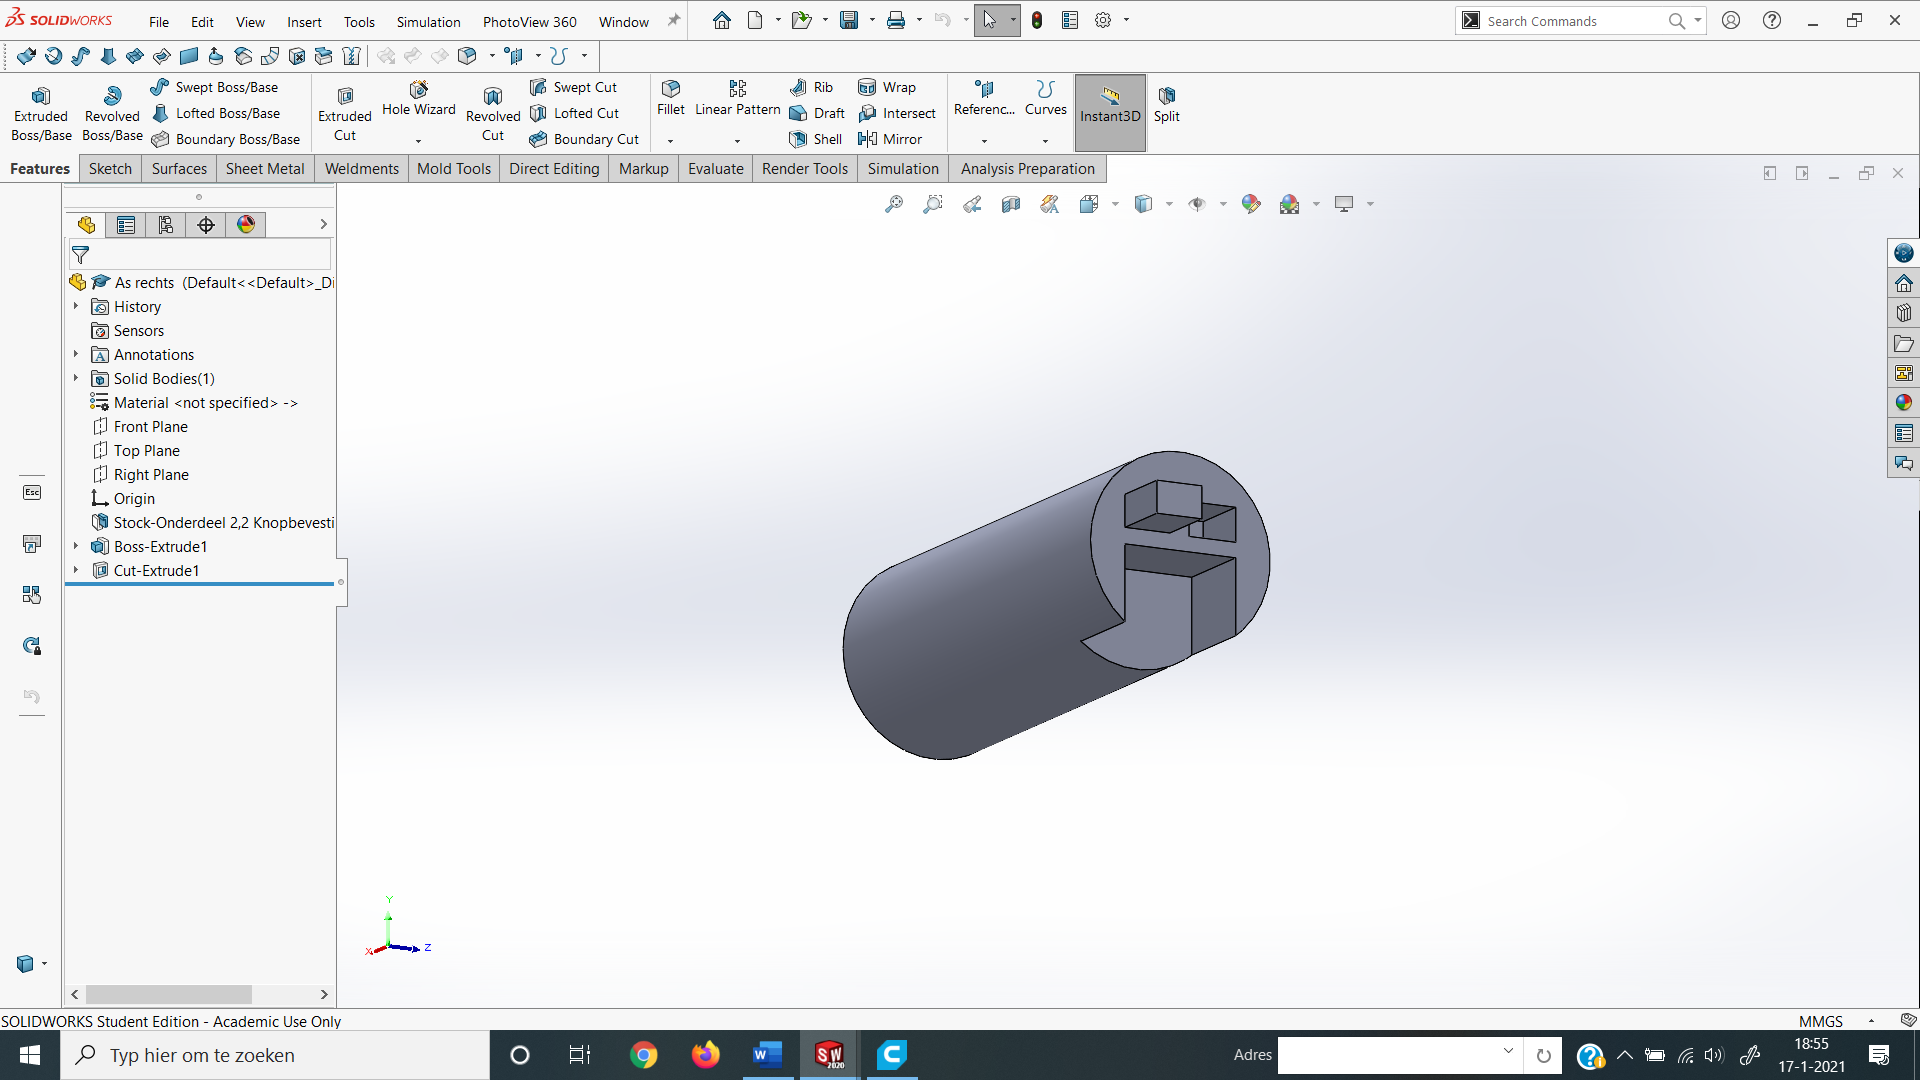 SOLIDWORKS File Edit View Insert Tools Simulation PhotoView 360 Window Search Commands
Extruded Boss/Base
Revolved Boss/Base
Swept Boss/Base
Lofted Boss/Base
Boundary Boss/Base
Extruded Cut
Hole Wizard
Revolved Cut
Swept Cut
Lofted Cut
Boundary Cut
Fillet
Linear Pattern
Rib
Draft
Shell
Wrap
Intersect
Mirror
Referenc...
Curves
Instant3D
Split
Features Sketch Surfaces Sheet Metal Weldments Mold Tools Direct Editing Markup Evaluate Render Tools Simulation Analysis Preparation
As rechts (Default<<Default>_Di
History
Sensors
A Annotations
Solid Bodies(1)
Material <not specified> ->
Front Plane
Top Plane
Right Plane
Origin
Stock-Onderdeel 2,2 Knopbevesti
Boss-Extrude1
Cut-Extrude1
Esc
Y
X Z
SOLIDWORKS Student Edition - Academic Use Only
MMGS
Typ hier om te zoeken
W
SW 2020
Adres
18:55
17-1-2021